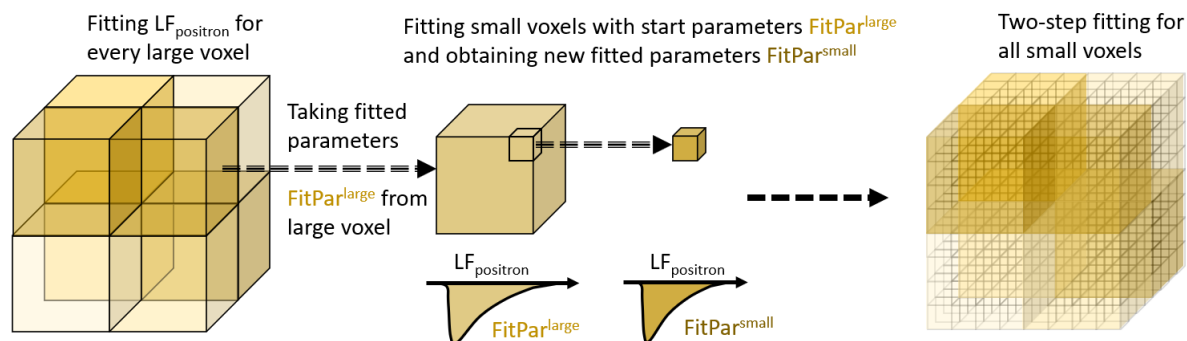 Fitting LFpositron for
every large voxel
Taking fitted
parameters
FitParlarge from
large voxel
Fitting small voxels with start parameters FitParlarge
and obtaining new fitted parameters FitParsmall
LFpositron
FitParlarge
LFpositron
FitParsmall
Two-step fitting for
all small voxels